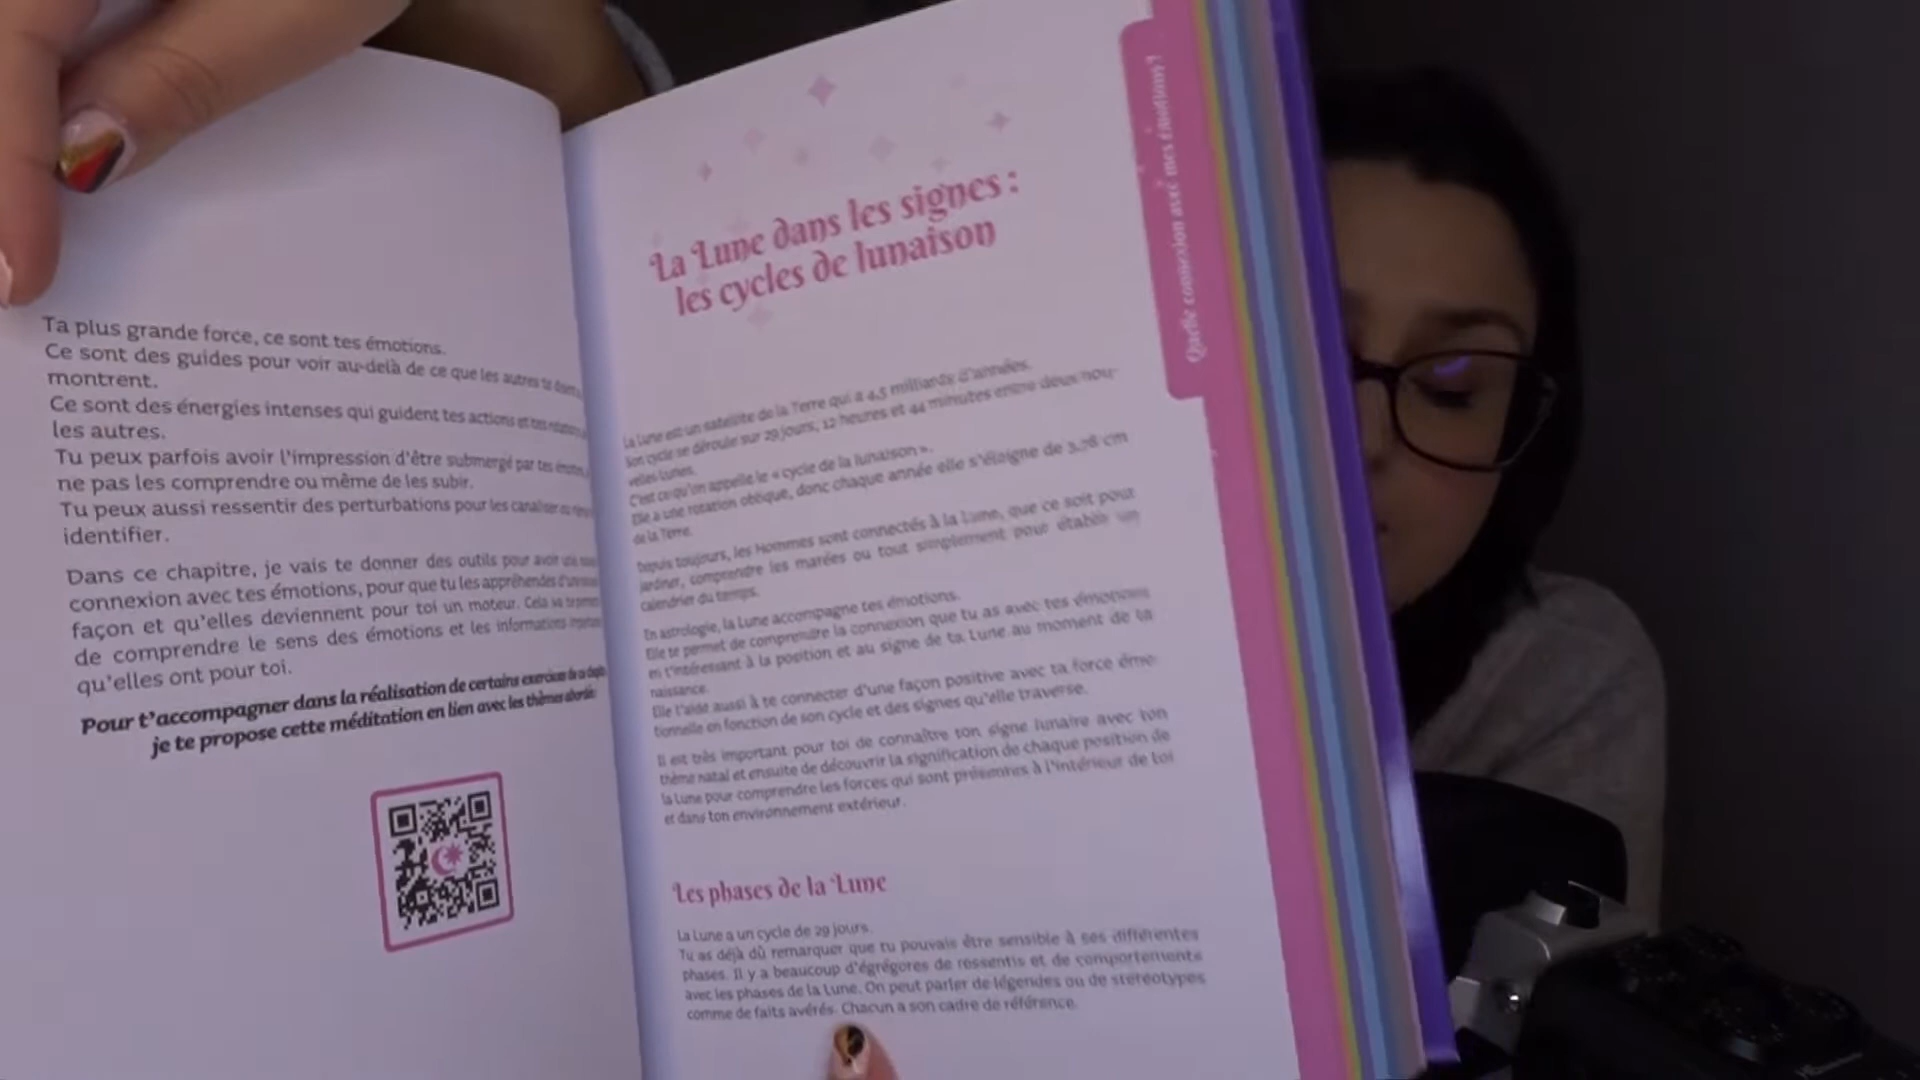 Ta plus grande force, ce sont tes émotions.
Ce sont des guides pour voir au-delà de ce que les autres te
montrent.
Ce sont des énergies intenses qui guident tes actions et tes
les autres.
Tu peux parfois avoir l'impression d'être submergé par tes
ne pas les comprendre ou même de les subir.
Tu peux aussi ressentir des perturbations pour les canaliser ou
identifier.
Dans ce chapitre, je vais te donner des outils pour avoir une
connexion avec tes émotions, pour que tu les appréhendes
façon et qu'elles deviennent pour toi un moteur. Cela va
de comprendre le sens des émotions et les informations
qu'elles ont pour toi.
Pour t'accompagner dans la réalisation de certains exercices
je te propose cette méditation en lien avec les thèmes abordés
La Lune dans les signes :
les cycles de lunaison
La Lune est un satellite de la Terre qui a 4,5 milliards d'années.
Son cycle se déroule sur 29 jours, 12 heures et 44 minutes entre deux nou-
velles Lunes.
C'est ce qu'on appelle le « cycle de la lunaison ».
Elle a une rotation oblique, donc chaque année elle s'éloigne de 3,78 cm
de la Terre.
Depuis toujours, les Hommes sont connectés à la Lune, que ce soit pour
jardiner, comprendre les marées ou tout simplement pour établir un
calendrier du temps.
En astrologie, la Lune accompagne tes émotions.
Elle te permet de comprendre la connexion que tu as avec tes émotions
en t'intéressant à la position et au signe de ta Lune au moment de ta
naissance.
Elle t'aide aussi à te connecter d'une façon positive avec ta force émo-
tionnelle en fonction de son cycle et des signes qu'elle traverse.
Il est très important pour toi de connaître ton signe lunaire avec ton
thème natal et ensuite de découvrir la signification de chaque position de
la Lune pour comprendre les forces qui sont présentes à l'intérieur de toi
et dans ton environnement extérieur.
Les phases de la Lune
La Lune a un cycle de 29 jours.
Tu as déjà dû remarquer que tu pouvais être sensible à ses différentes
phases. Il y a beaucoup d'égrégores de ressentis et de comportements
avec les phases de la Lune. On peut parler de légendes ou de stéréotypes
comme de faits avérés. Chacun a son cadre de référence.
Quelle connexion avec mes émotions ?